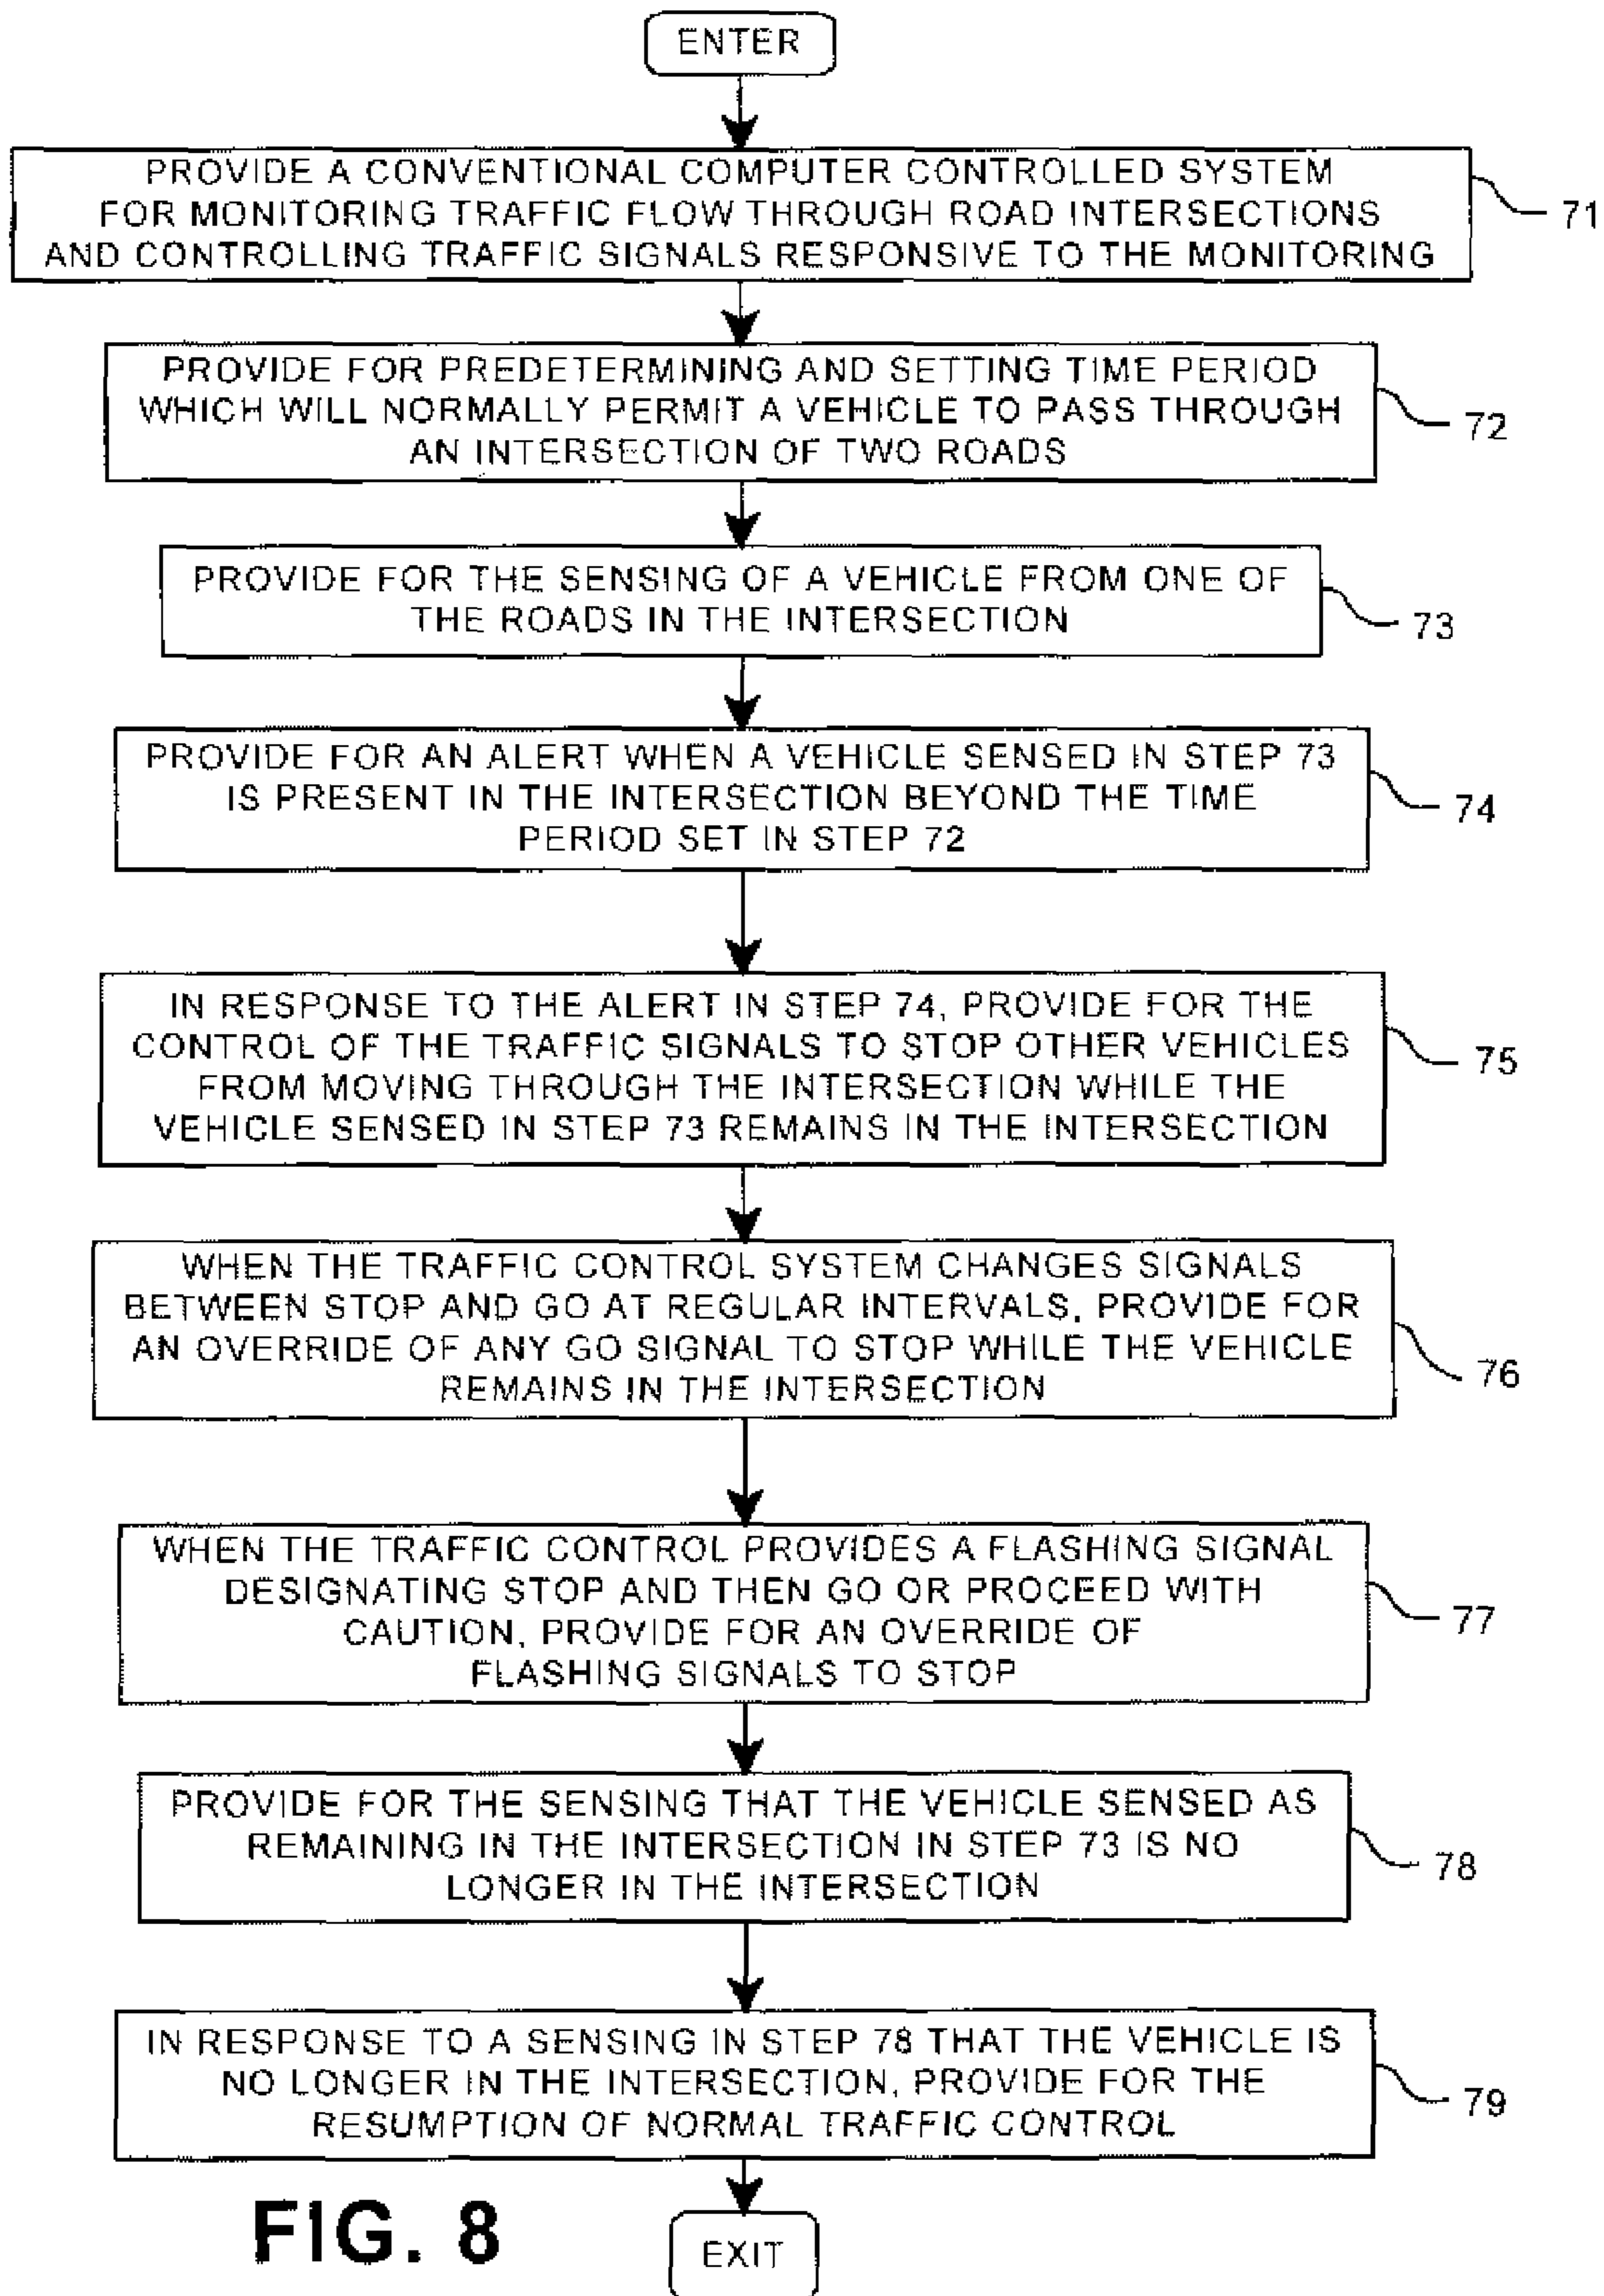 ENTER
PROVIDE A CONVENTIONAL COMPUTER CONTROLLED SYSTEM
FOR MONITORING TRAFFIC FLOW THROUGH ROAD INTERSECTIONS
AND CONTROLLING TRAFFIC SIGNALS RESPONSIVE TO THE MONITORING
71
PROVIDE FOR PREDETERMINING AND SETTING TIME PERIOD
WHICH WILL NORMALLY PERMIT A VEHICLE TO PASS THROUGH
AN INTERSECTION OF TWO ROADS
72
PROVIDE FOR THE SENSING OF A VEHICLE FROM ONE OF
THE ROADS IN THE INTERSECTION
73
PROVIDE FOR AN ALERT WHEN A VEHICLE SENSED IN STEP 73
IS PRESENT IN THE INTERSECTION BEYOND THE TIME
PERIOD SET IN STEP 72
74
IN RESPONSE TO THE ALERT IN STEP 74, PROVIDE FOR THE
CONTROL OF THE TRAFFIC SIGNALS TO STOP OTHER VEHICLES
FROM MOVING THROUGH THE INTERSECTION WHILE THE
VEHICLE SENSED IN STEP 73 REMAINS IN THE INTERSECTION
75
WHEN THE TRAFFIC CONTROL SYSTEM CHANGES SIGNALS
BETWEEN STOP AND GO AT REGULAR INTERVALS, PROVIDE FOR
AN OVERRIDE OF ANY GO SIGNAL TO STOP WHILE THE VEHICLE
REMAINS IN THE INTERSECTION
76
WHEN THE TRAFFIC CONTROL PROVIDES A FLASHING SIGNAL
DESIGNATING STOP AND THEN GO OR PROCEED WITH
CAUTION, PROVIDE FOR AN OVERRIDE OF
FLASHING SIGNALS TO STOP
77
PROVIDE FOR THE SENSING THAT THE VEHICLE SENSED AS
REMAINING IN THE INTERSECTION IN STEP 73 IS NO
LONGER IN THE INTERSECTION
78
IN RESPONSE TO A SENSING IN STEP 78 THAT THE VEHICLE IS
NO LONGER IN THE INTERSECTION, PROVIDE FOR THE
RESUMPTION OF NORMAL TRAFFIC CONTROL
79
FIG. 8
EXIT